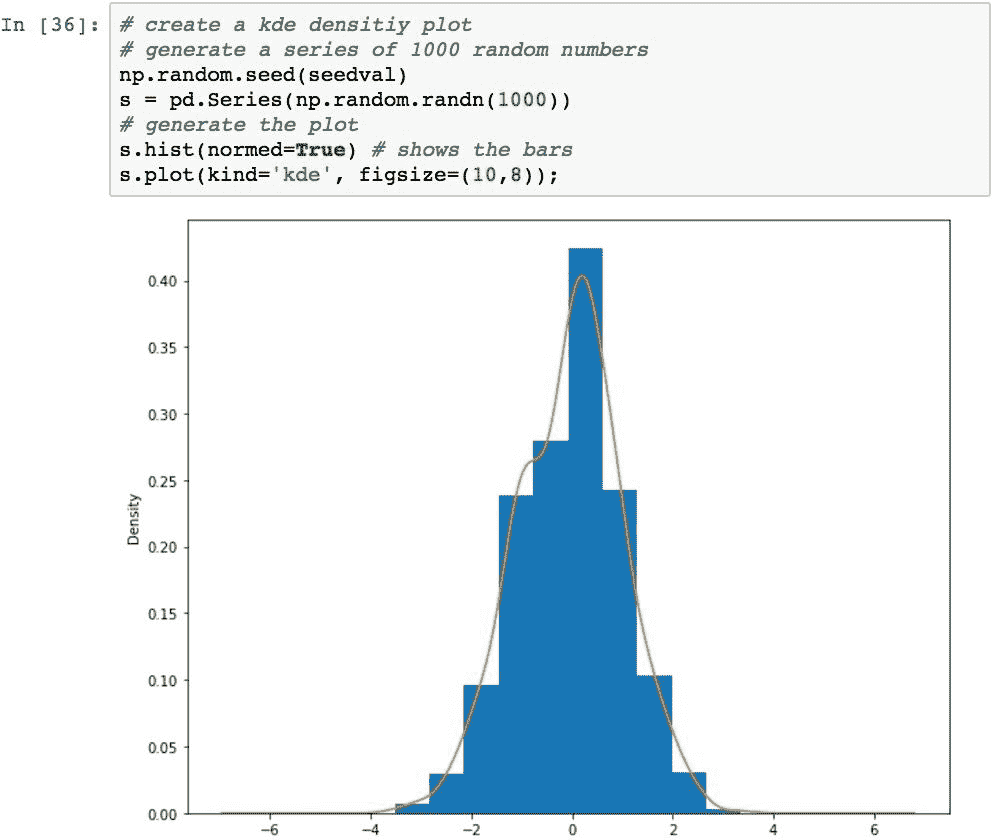 In [36]:
# create a kde densitiy plot
# generate a series of 1000 random numbers
np.random.seed(seedval)
s = pd.Series(np.random.randn(1000))
# generate the plot
s.hist(normed=True) # shows the bars
s.plot(kind='kde', figsize=(10,8));
0.40
0.35
0.30
0.25
0.20
0.15
0.10
0.05
0.00
Density
−6 −4 −2 0 2 4 6